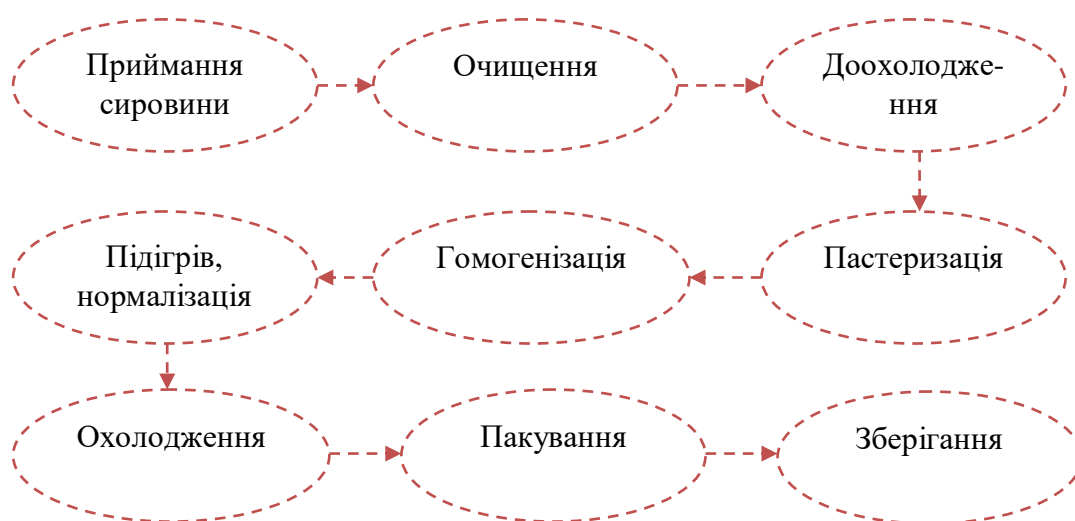 Приймання
сировини
Очищення
Доохолодже-
ння
Підігрів,
нормалізація
Гомогенізація
Пастеризація
Охолодження
Пакування
Зберігання